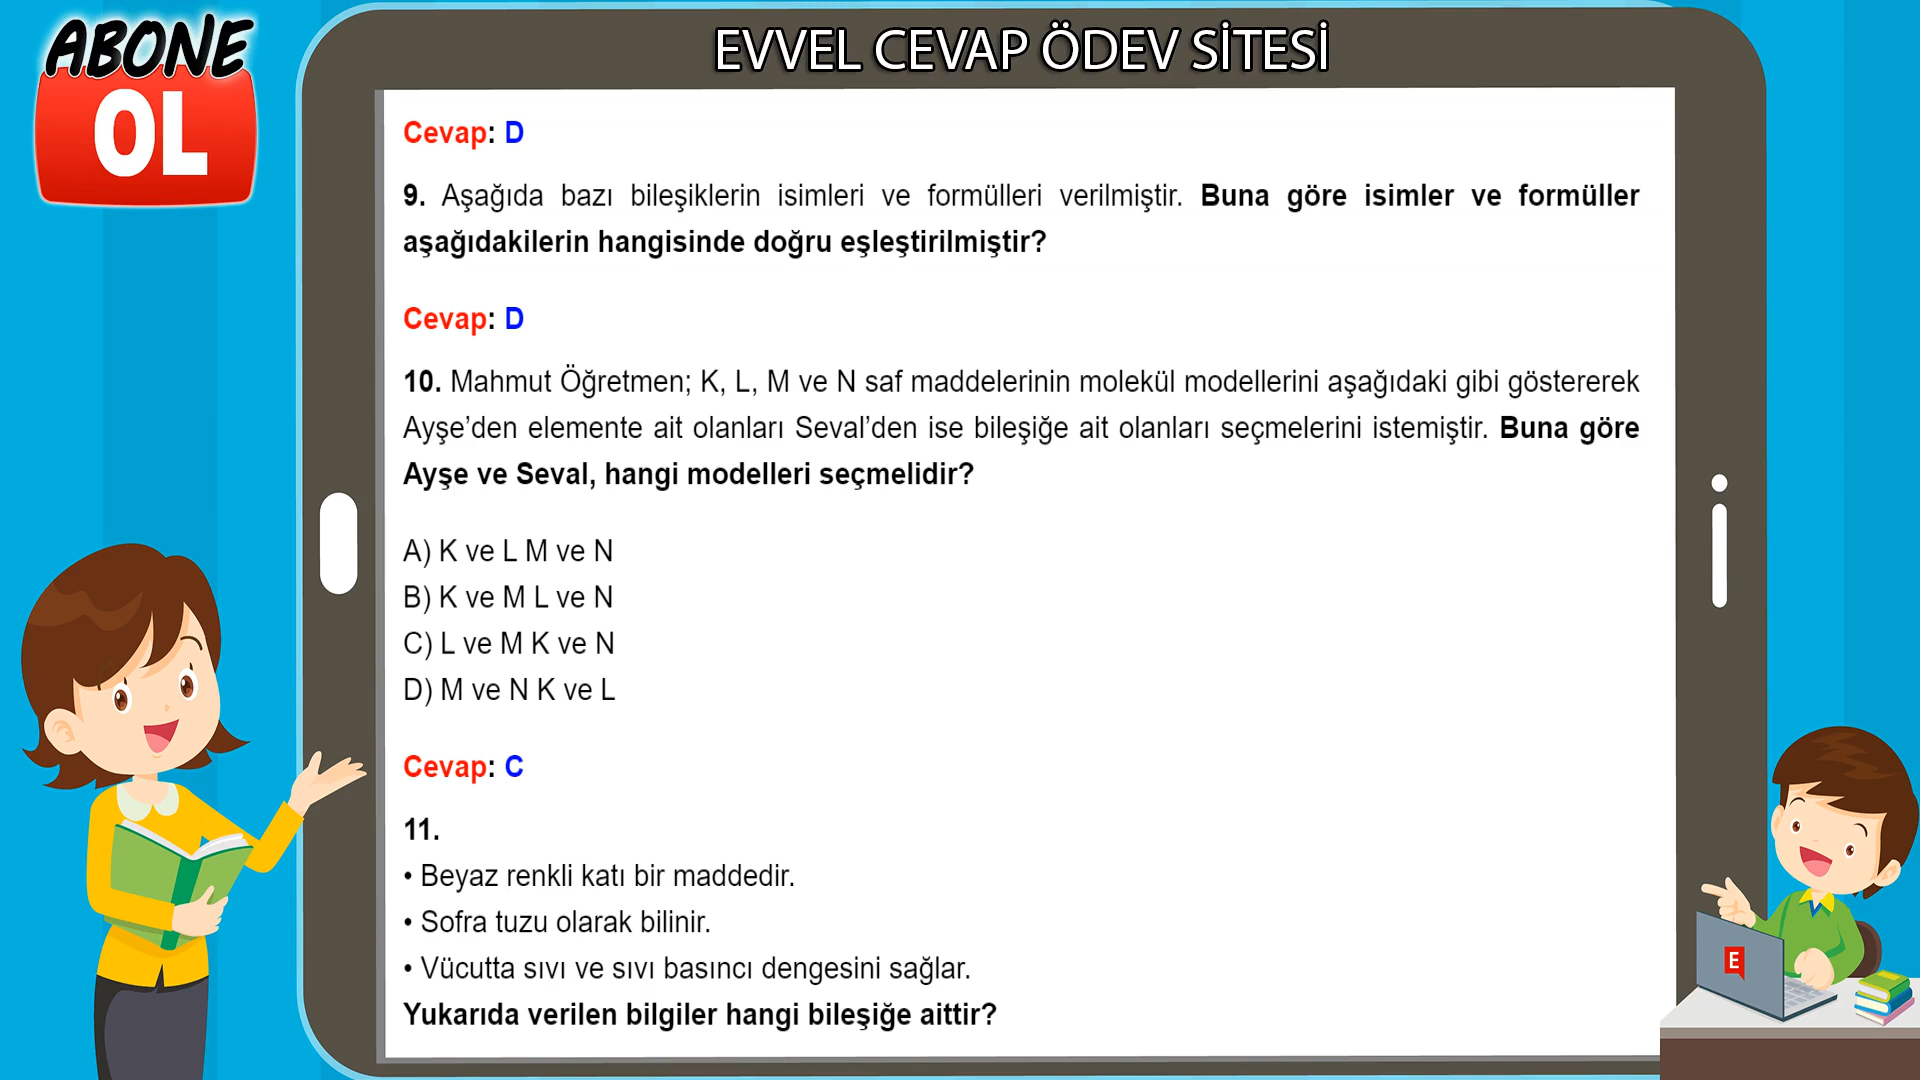 ABONE
OL
EVVEL CEVAP ÖDEV SİTESİ
Cevap: D
9. Aşağıda bazı bileşiklerin isimleri ve formülleri verilmiştir. Buna göre isimler ve formüller
aşağıdakilerin hangisinde doğru eşleştirilmiştir?
Cevap: D
10. Mahmut Öğretmen; K, L, M ve N saf maddelerinin molekül modellerini aşağıdaki gibi göstererek
Ayşe’den elemente ait olanları Seval’den ise bileşiğe ait olanları seçmelerini istemiştir. Buna göre
Ayşe ve Seval, hangi modelleri seçmelidir?
A) K ve L M ve N
B) K ve M L ve N
C) L ve M K ve N
D) M ve N K ve L
Cevap: C
11.
• Beyaz renkli katı bir maddedir.
• Sofra tuzu olarak bilinir.
• Vücutta sıvı ve sıvı basıncı dengesini sağlar.
Yukarıda verilen bilgiler hangi bileşiğe aittir?
E